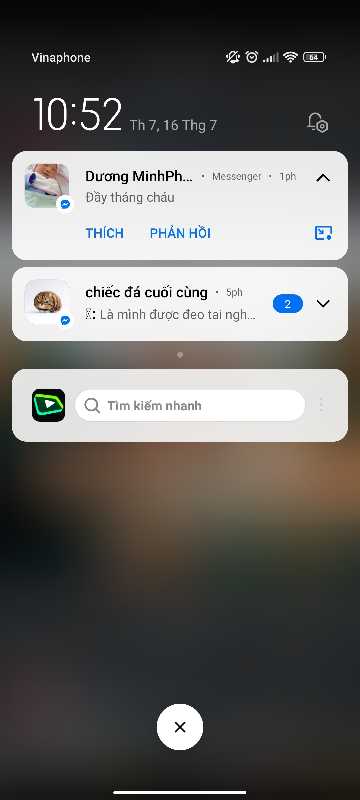 Vinaphone
64
10:52 Th 7, 16 Thg 7
Dương MinhPh... • Messenger • 1ph
Đầy tháng cháu
THÍCH PHẢN HỒI
chiếc đá cuối cùng • 5ph
: Là mình được đeo tai ngh...
2
Tìm kiếm nhanh